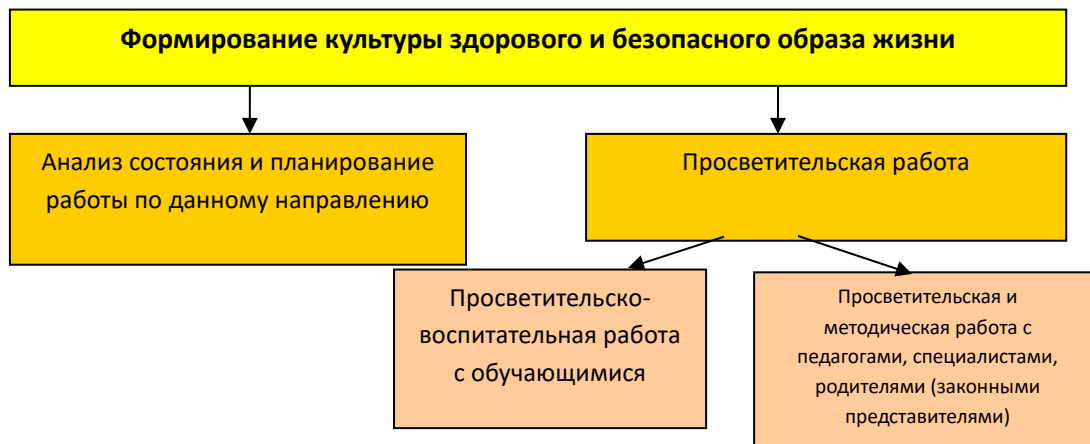 Формирование культуры здорового и безопасного образа жизни
Анализ состояния и планирование
работы по данному направлению
Просветительская работа
Просветительско-
воспитательная работа
с обучающимися
Просветительская и
методическая работа с
педагогами, специалистами,
родителями (законными
представителями)